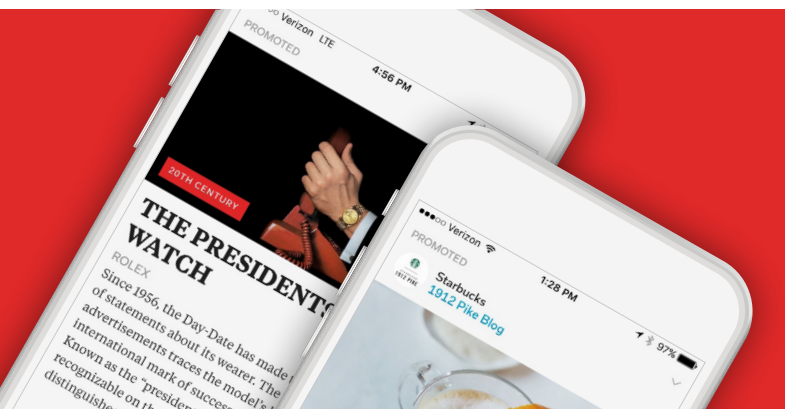 Verizon LTE
4:56 PM
PROMOTED
20TH CENTURY
THE PRESIDENTS'
WATCH
ROLEX
Since 1956, the Day-Date has made
of statements about its wearer. The
advertisements traces the model's
international mark of success
Known as the "presiden
recognizable on th
distinguishe
Verizon
1:28 PM
97%
PROMOTED
1912 PIKE
Starbucks
1912 Pike Blog